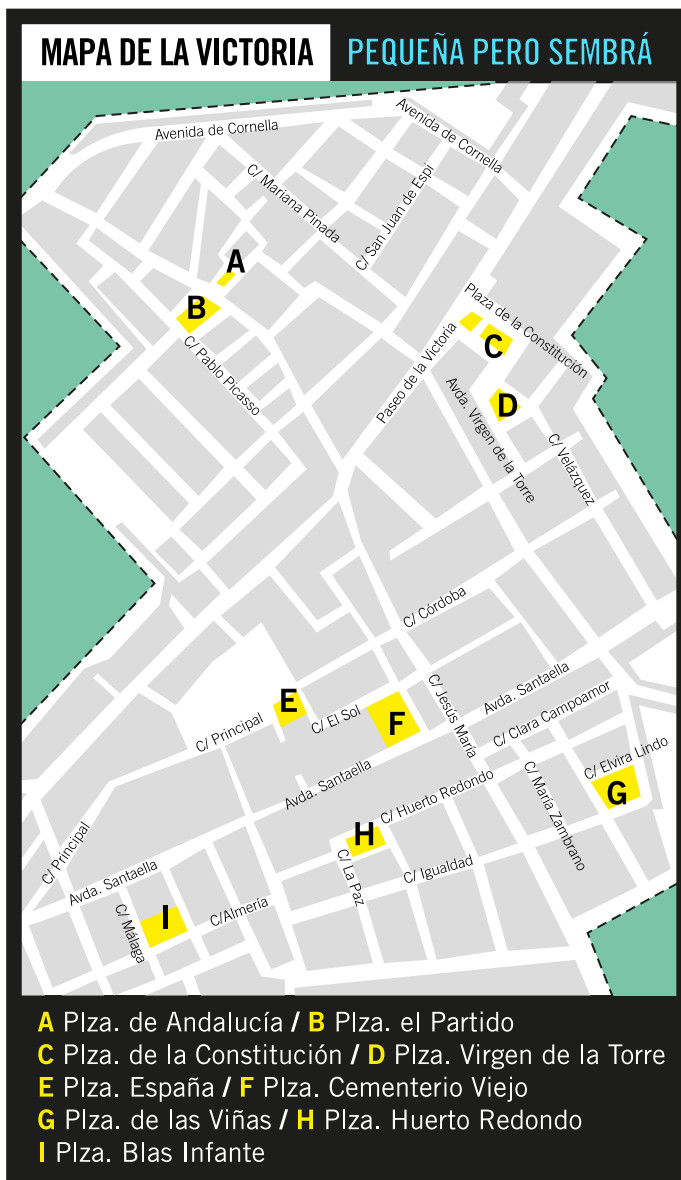 MAPA DE LA VICTORIA PEQUEÑA PERO SEMBRÁ
Avenida de Cornella
Avenida de Cornella
C/ Mariana Pinada
C/ San Juan de Espi
A
B
C/ Pablo Picasso
Paseo de la Victoria
Plaza de la Constitución
C
D
Avda. Virgen de la Torre
C/ Velázquez
C/ Córdoba
E
C/ Principal
C/ El Sol
F
C/ Jesús María
Avda. Santaella
C/ Clara Campoamor
Avda. Santaella
C/ Elvira Lindo
G
C/ María Zambrano
C/ Huerto Redondo
H
C/ La Paz
C/ Igualdad
C/ Principal
Avda. Santaella
C/ Málaga
I
C/Almería
A Plza. de Andalucía / B Plza. el Partido
C Plza. de la Constitución / D Plza. Virgen de la Torre
E Plza. España / F Plza. Cementerio Viejo
G Plza. de las Viñas / H Plza. Huerto Redondo
I Plza. Blas Infante